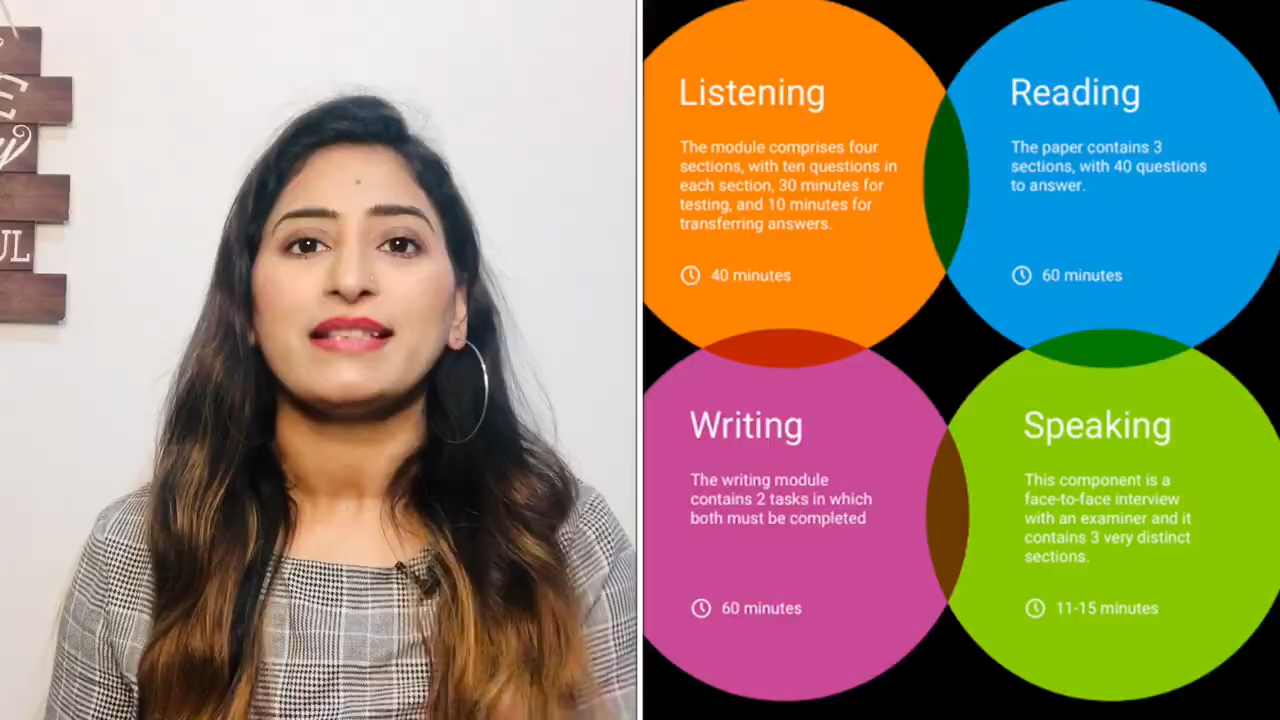 E
y
UL
Listening
The module comprises four
sections, with ten questions in
each section, 30 minutes for
testing, and 10 minutes for
transferring answers.
40 minutes
Reading
The paper contains 3
sections, with 40 questions
to answer.
60 minutes
Writing
The writing module
contains 2 tasks in which
both must be completed
60 minutes
Speaking
This component is a
face-to-face interview
with an examiner and it
contains 3 very distinct
sections.
11-15 minutes